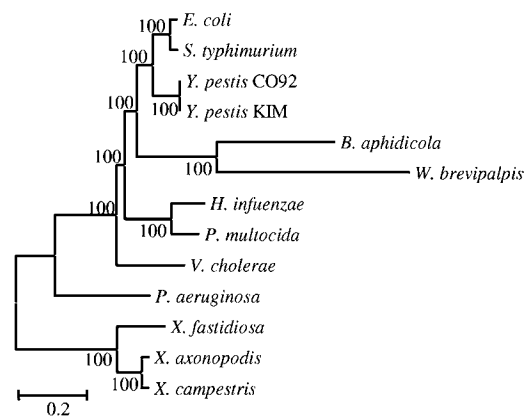 E. coli
100
S. typhimurium
100
Y. pestis CO92
100
100
Y. pestis KIM
B. aphidicola
100
100
W. brevipalpis
H. infuenzae
100
100
P. multocida
V. cholerae
P. aeruginosa
X. fastidiosa
100
X. axonopodis
100
X. campestris
0.2